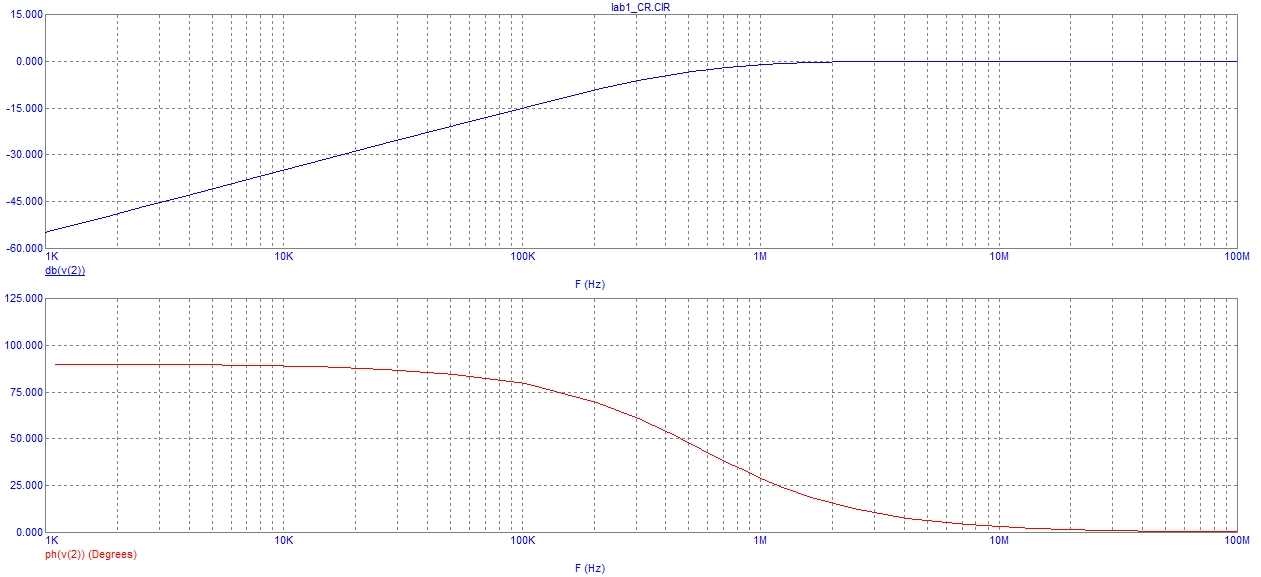 lab1_CR.CIR
15.000
0.000
-15.000
-30.000
-45.000
-60.000
1K 10K 100K 1M 10M 100M
db(v(2))
F (Hz)
125.000
100.000
75.000
50.000
25.000
0.000
1K 10K 100K 1M 10M 100M
ph(v(2)) (Degrees)
F (Hz)